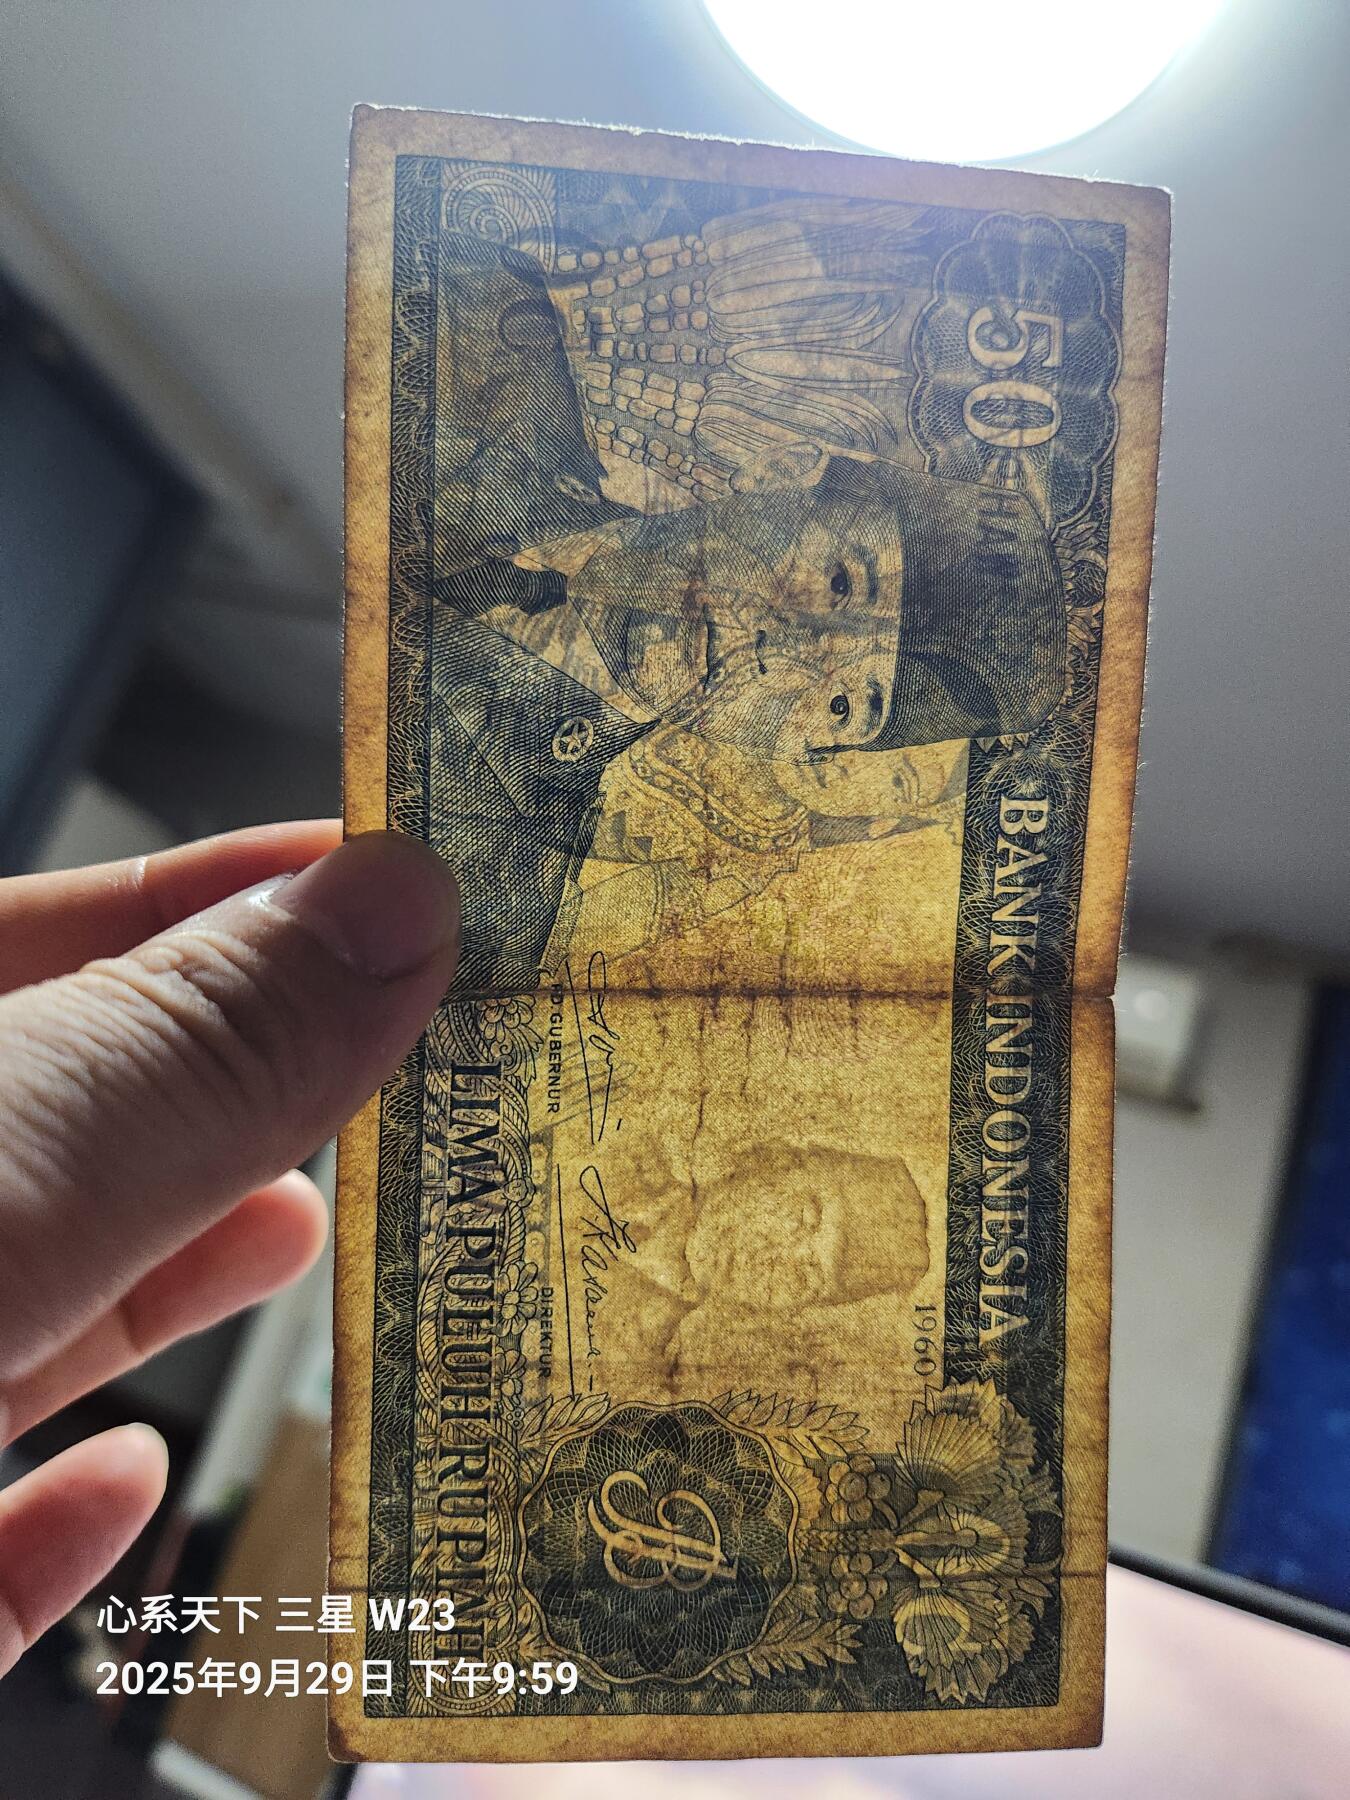 50
BANK INDONESIA
1960
PD GUBERNUR
DIREKTUR
LIMA PULUH RUPIAH
心系天下 三星 W23
2025年9月29日 下午9:59